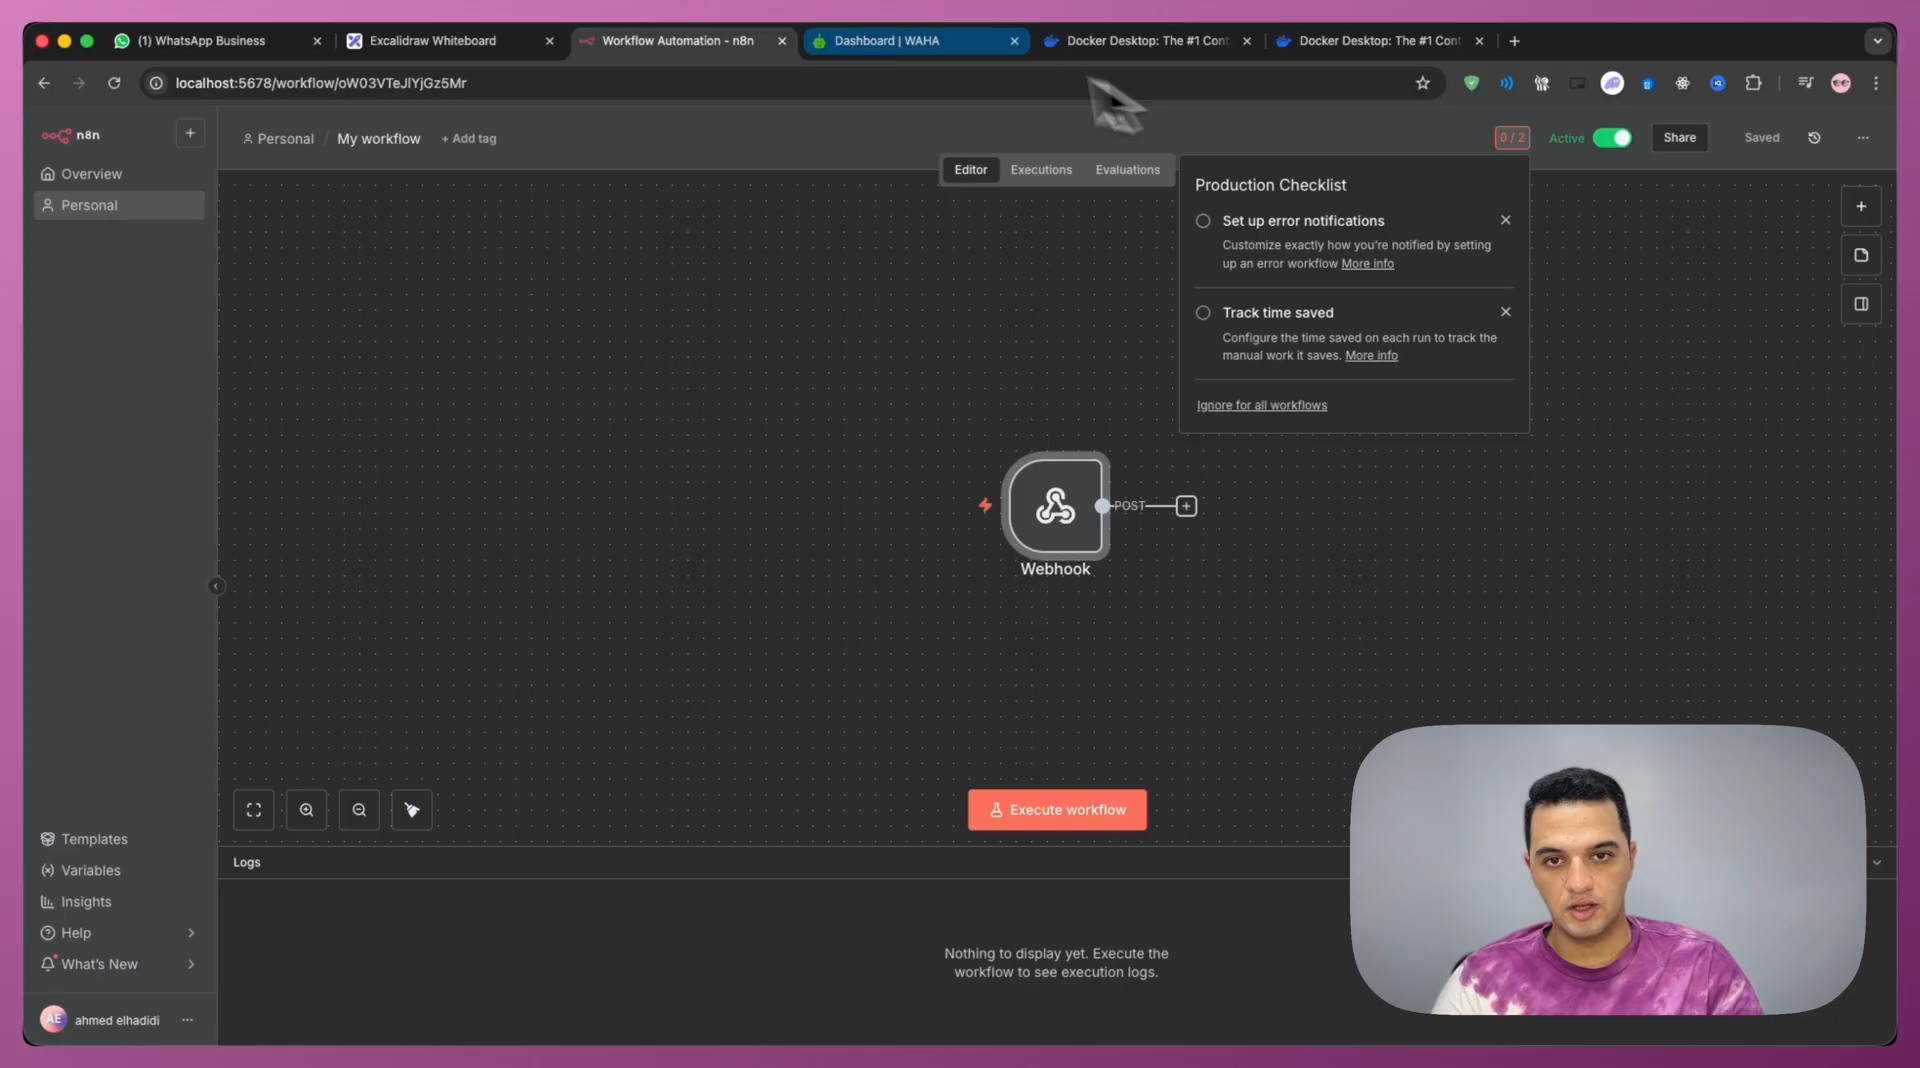 (1) WhatsApp Business
Excalidraw Whiteboard
Workflow Automation - n8n
Dashboard | WAHA
Docker Desktop: The #1 Cont
Docker Desktop: The #1 Cont
localhost:5678/workflow/oW03VTeJlYjGz5Mr
n8n
Personal / My workflow + Add tag
0 / 2
Active
Share
Saved
Overview
Personal
Editor
Executions
Evaluations
Production Checklist
Set up error notifications
Customize exactly how you're notified by setting
up an error workflow More info
Track time saved
Configure the time saved on each run to track the
manual work it saves. More info
Ignore for all workflows
POST
Webhook
Execute workflow
Templates
Variables
Insights
Help
What's New
AE
ahmed elhadidi
Logs
Nothing to display yet. Execute the
workflow to see execution logs.